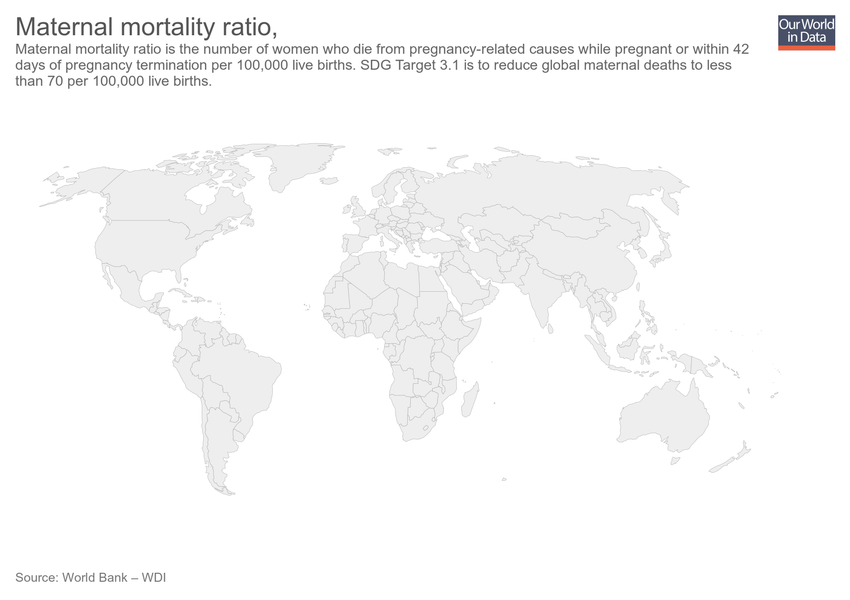 Maternal mortality ratio,
Our World
in Data
Maternal mortality ratio is the number of women who die from pregnancy-related causes while pregnant or within 42
days of pregnancy termination per 100,000 live births. SDG Target 3.1 is to reduce global maternal deaths to less
than 70 per 100,000 live births.
Source: World Bank – WDI